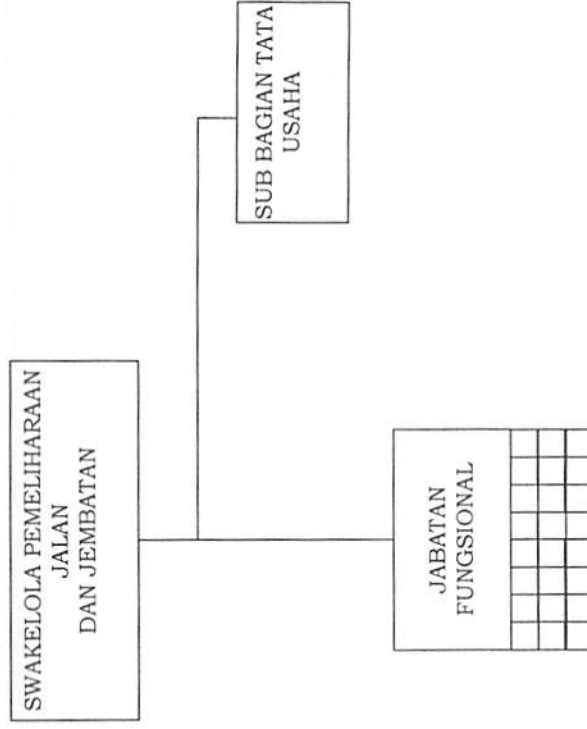 SWAKELOLA PEMELIHARAAN
JALAN
DAN JEMBATAN
SUB BAGIAN TATA
USAHA
JABATAN
FUNGSIONAL